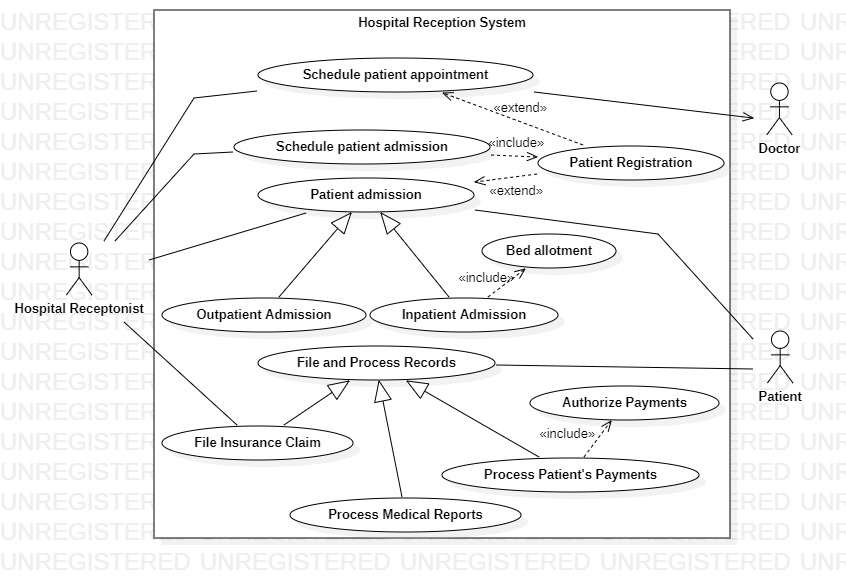 Hospital Reception System
Schedule patient appointment
«extend»
Doctor
Schedule patient admission
«include»
Patient Registration
Patient admission
«extend»
Bed allotment
«include»
Hospital Receptonist
Outpatient Admission
Inpatient Admission
File and Process Records
Patient
Authorize Payments
«include»
File Insurance Claim
Process Patient's Payments
Process Medical Reports
UNREGISTERED UNREGISTERED UNREGISTERED UNREGISTERED